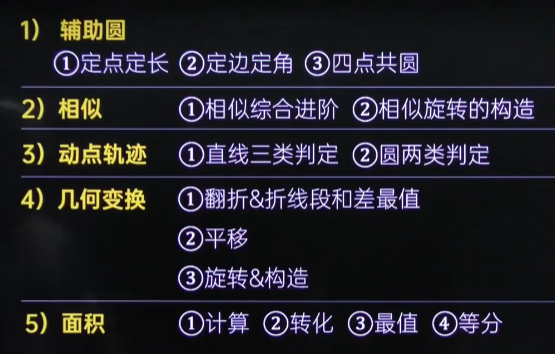 1） 辅助圆
①定点定长 ②定边定角 ③四点共圆
2）相似 ①相似综合进阶 ②相似旋转的构造
3）动点轨迹 ①直线三类判定 ②圆两类判定
4）几何变换 ①翻折&折线段和差最值
②平移
③旋转&构造
5）面积 ①计算 ②转化 ③最值 ④等分